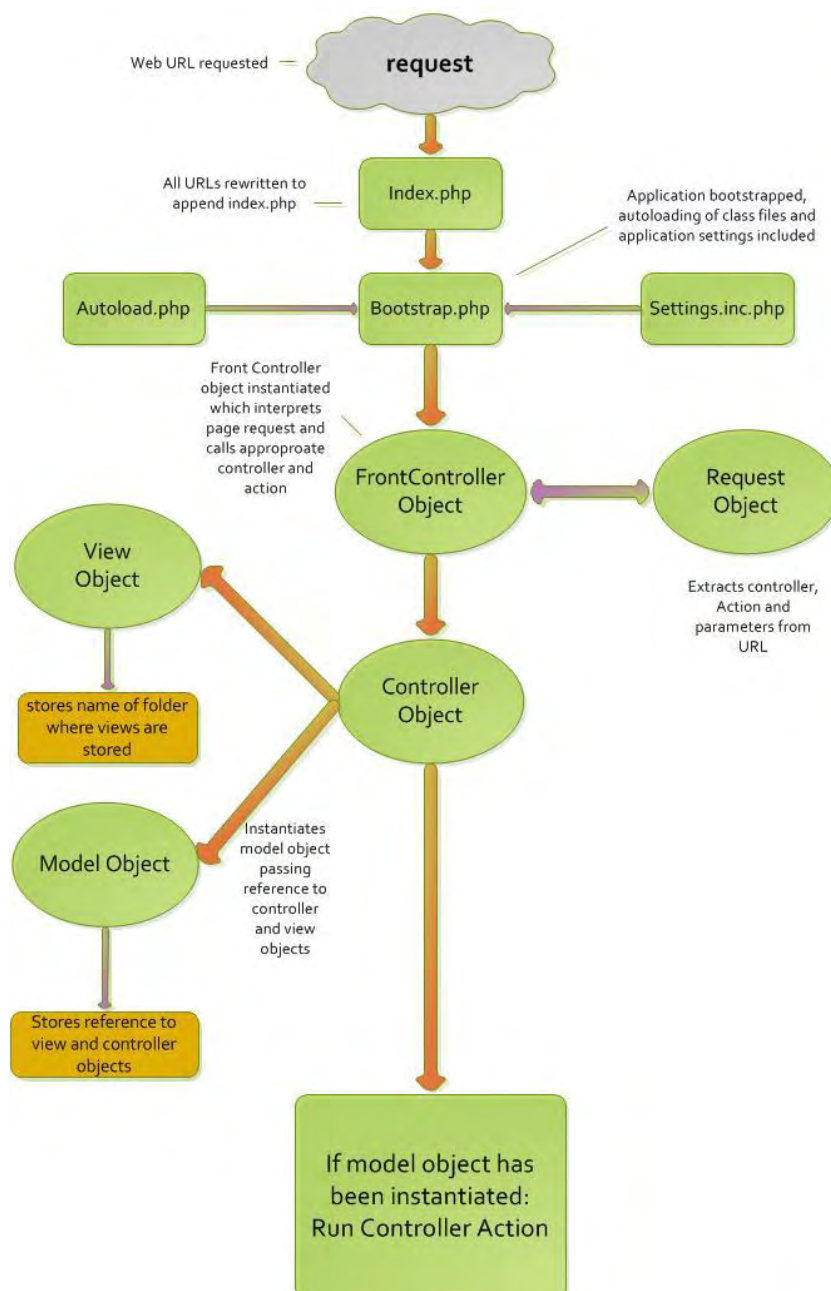 Web URL requested
request
All URLs rewritten to
append index.php
Index.php
Application bootstrapped,
autoloading of class files and
application settings included
Autoload.php
Bootstrap.php
Settings.inc.php
Front Controller
object instantiated
which interprets
page request and
calls approproate
controller and
action
FrontController
Object
Request
Object
Extracts controller,
Action and
parameters from
URL
View
Object
stores name of folder
where views are
stored
Controller
Object
Model Object
Instantiates
model object
passing
reference to
controller
and view
objects
Stores reference to
view and controller
objects
If model object has
been instantiated:
Run Controller Action